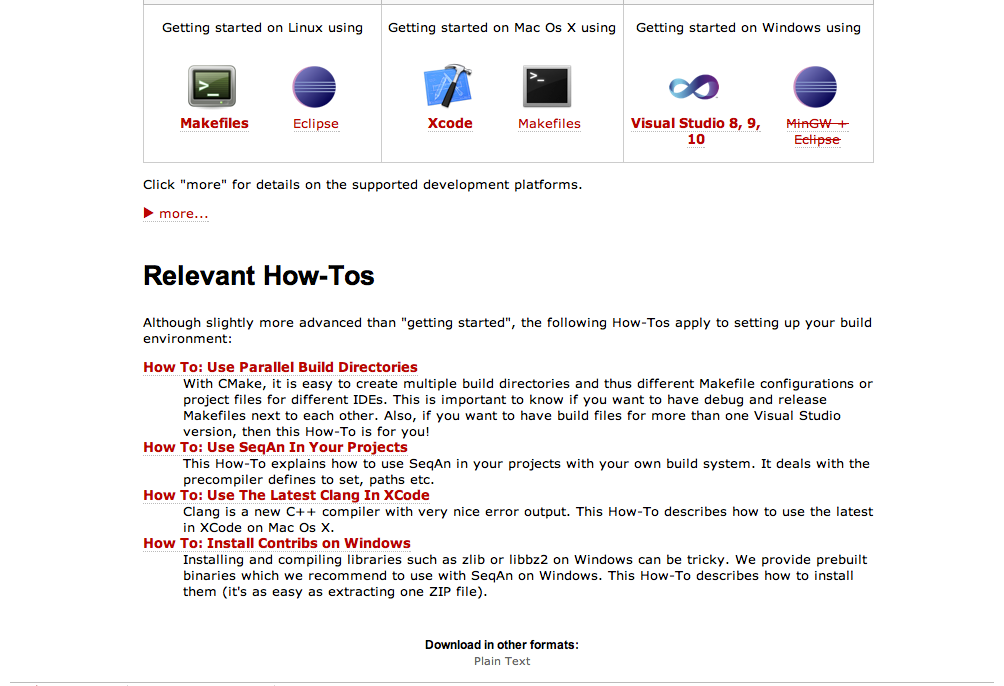 Getting started on Linux using
Getting started on Mac Os X using
Getting started on Windows using
Makefiles
Eclipse
Xcode
Makefiles
Visual Studio 8, 9,
10
MinGW +
Eclipse
Click "more" for details on the supported development platforms.
▶ more...
Relevant How-Tos
Although slightly more advanced than "getting started", the following How-Tos apply to setting up your build
environment:
How To: Use Parallel Build Directories
With CMake, it is easy to create multiple build directories and thus different Makefile configurations or
project files for different IDEs. This is important to know if you want to have debug and release
Makefiles next to each other. Also, if you want to have build files for more than one Visual Studio
version, then this How-To is for you!
How To: Use SeqAn In Your Projects
This How-To explains how to use SeqAn in your projects with your own build system. It deals with the
precompiler defines to set, paths etc.
How To: Use The Latest Clang In XCode
Clang is a new C++ compiler with very nice error output. This How-To describes how to use the latest
in XCode on Mac Os X.
How To: Install Contribs on Windows
Installing and compiling libraries such as zlib or libbz2 on Windows can be tricky. We provide prebuilt
binaries which we recommend to use with SeqAn on Windows. This How-To describes how to install
them (it's as easy as extracting one ZIP file).
Download in other formats:
Plain Text